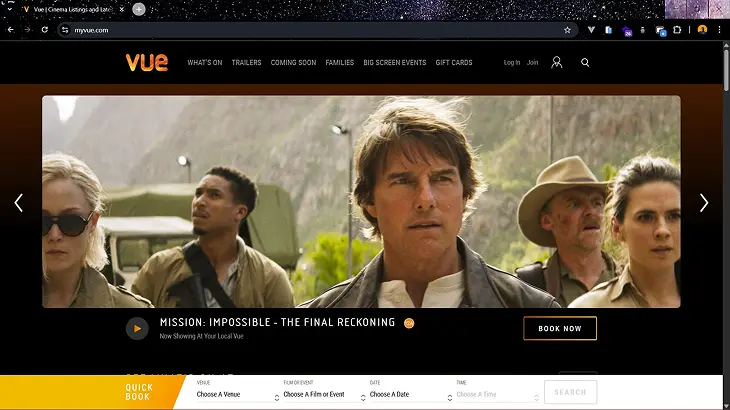 Vue | Cinema Listings and Late
myvue.com
vue
WHAT'S ON TRAILERS COMING SOON FAMILIES BIG SCREEN EVENTS GIFT CARDS Log In Join
MISSION: IMPOSSIBLE - THE FINAL RECKONING
Now Showing At Your Local Vue
BOOK NOW
QUICK BOOK
VENUE
Choose A Venue
FILM OR EVENT
Choose A Film or Event
DATE
Choose A Date
TIME
Choose A Time
SEARCH